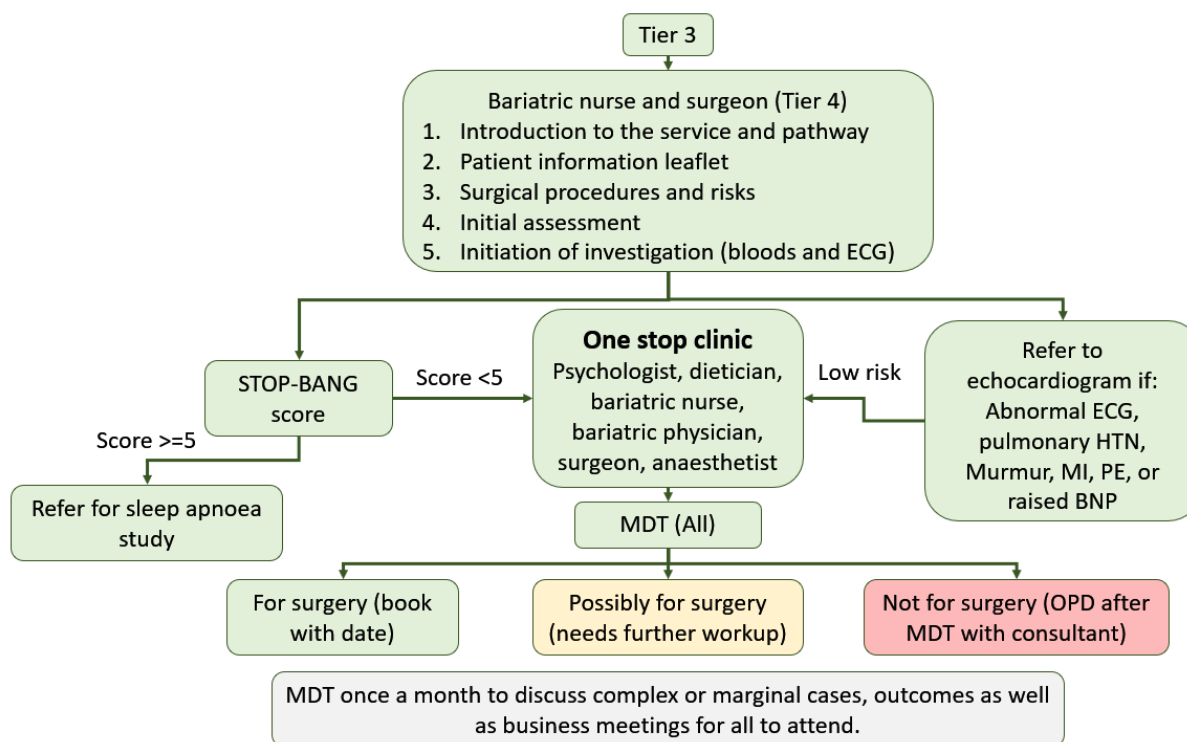 Tier 3
Bariatric nurse and surgeon (Tier 4)
1. Introduction to the service and pathway
2. Patient information leaflet
3. Surgical procedures and risks
4. Initial assessment
5. Initiation of investigation (bloods and ECG)
STOP-BANG
score
Score <5
Score >=5
Refer for sleep apnoea
study
One stop clinic
Psychologist, dietician,
bariatric nurse,
bariatric physician,
surgeon, anaesthetist
Low risk
Refer to
echocardiogram if:
Abnormal ECG,
pulmonary HTN,
Murmur, MI, PE, or
raised BNP
MDT (All)
For surgery (book
with date)
Possibly for surgery
(needs further workup)
Not for surgery (OPD after
MDT with consultant)
MDT once a month to discuss complex or marginal cases, outcomes as well
as business meetings for all to attend.